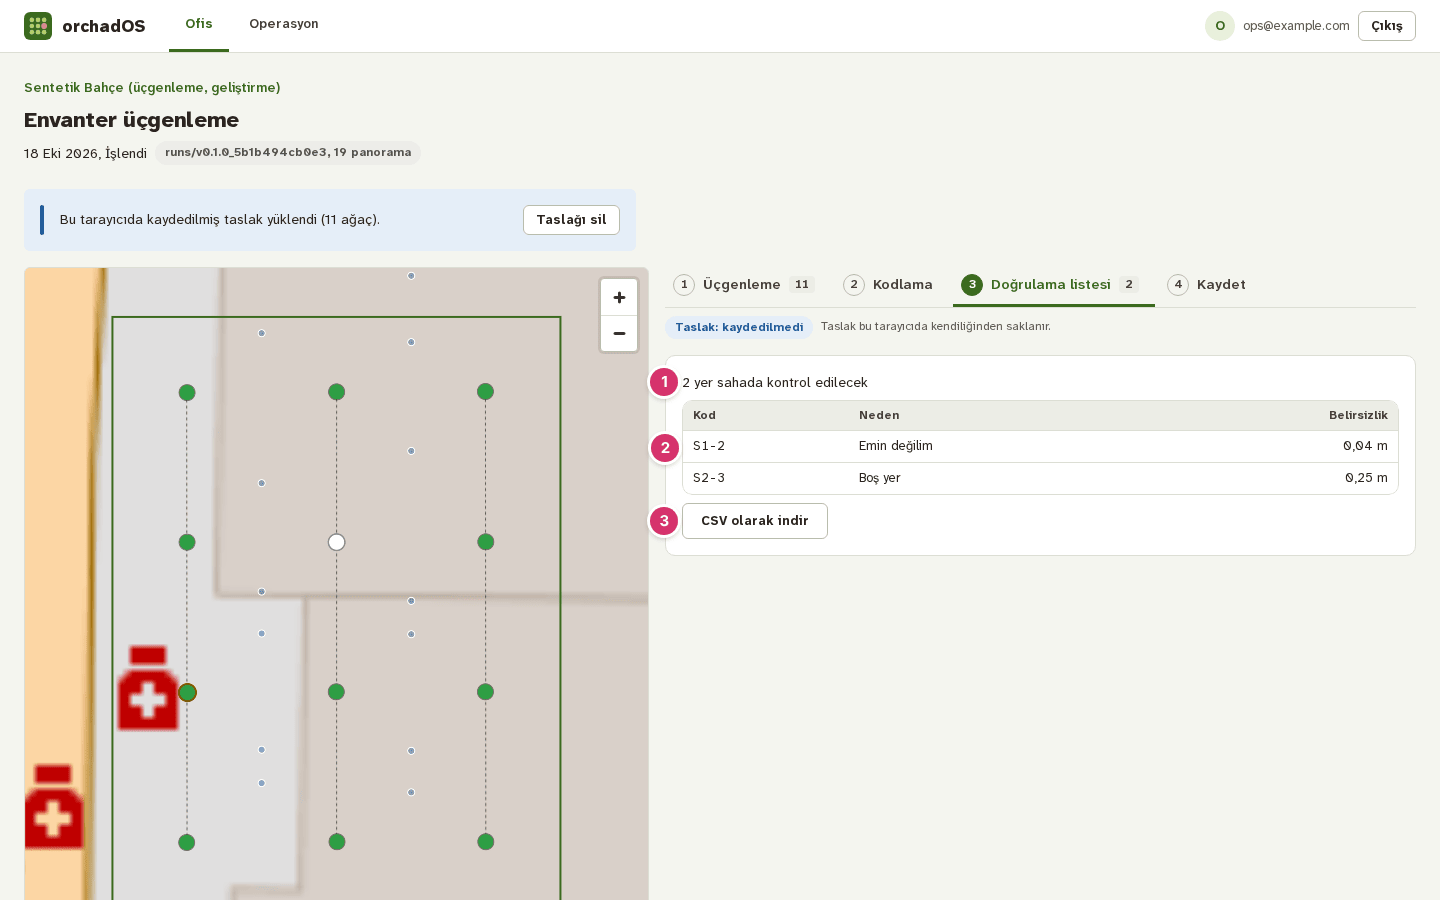 orchadOS
Ofis
Operasyon
O
ops@example.com
Çıkış
Sentetik Bahçe (üçgenleme, geliştirme)
Envanter üçgenleme
18 Eki 2026, İşlendi
runs/v0.1.0_5b1b494cb0e3, 19 panorama
Bu tarayıcıda kaydedilmiş taslak yüklendi (11 ağaç).
Taslağı sil
+
−
1 Üçgenleme 11
2 Kodlama
3 Doğrulama listesi 2
4 Kaydet
Taslak: kaydedilmedi
Taslak bu tarayıcıda kendiliğinden saklanır.
1
2 yer sahada kontrol edilecek
Kod Neden Belirsizlik
2
S1-2 Emin değilim 0,04 m
S2-3 Boş yer 0,25 m
3
CSV olarak indir